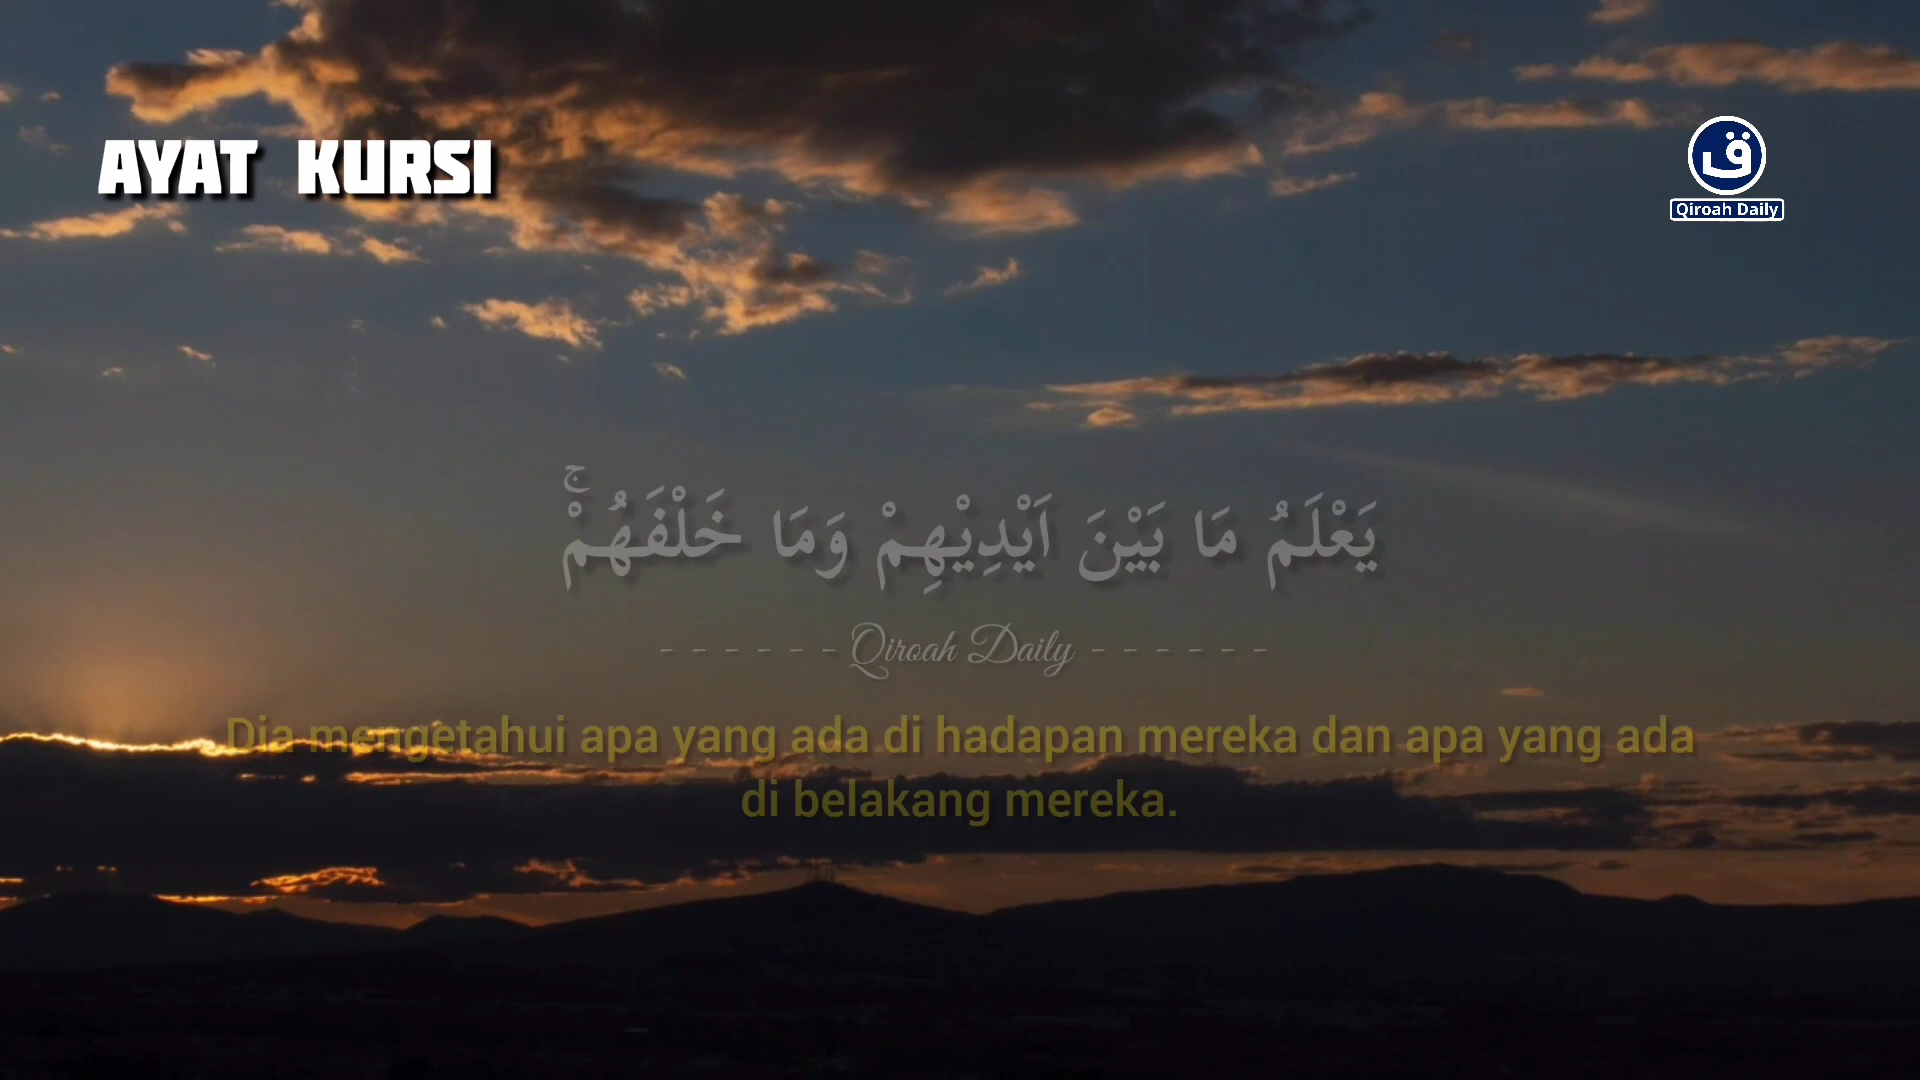 AYAT KURSI
ق
Qiroah Daily
يَعْلَمُ مَا بَيْنَ اَيْدِيْهِمْ وَمَا خَلْفَهُمْۚ
- - - - - - Qiroah Daily - - - - - -
Dia mengetahui apa yang ada di hadapan mereka dan apa yang ada
di belakang mereka.